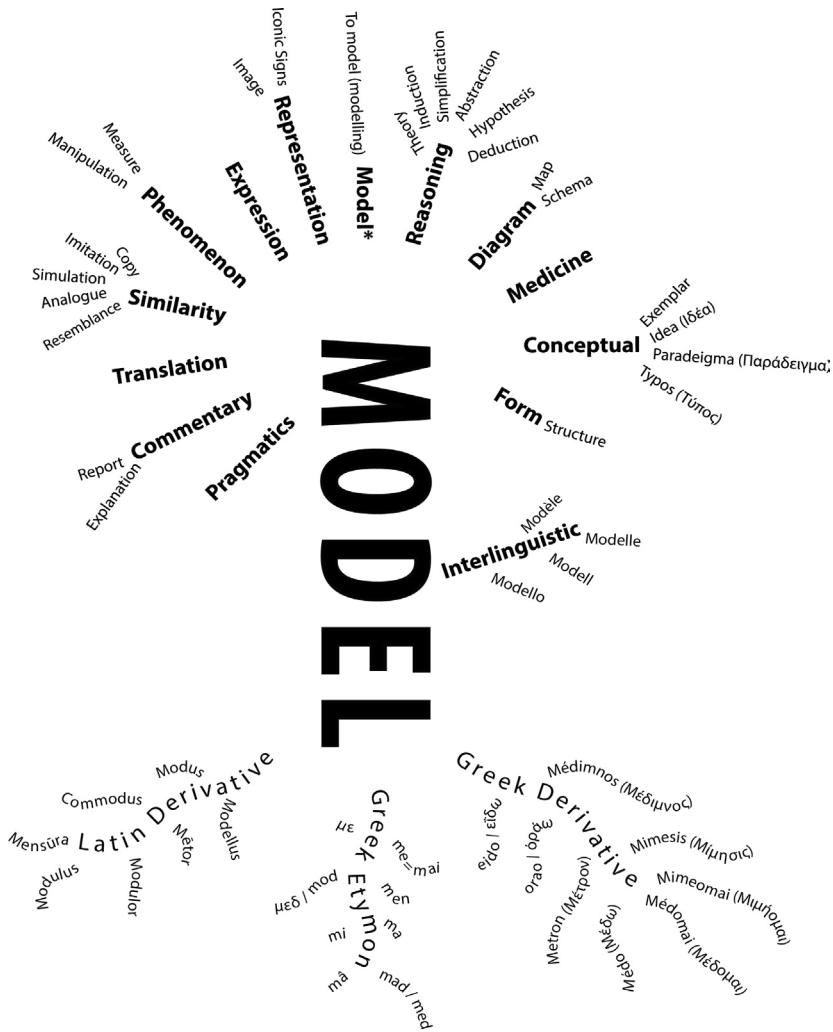 Iconic Signs
Image
Representation
To model (modelling)
Model*
Theory
Induction
Simplification
Abstraction
Hypothesis
Deduction
Reasoning
Measure
Manipulation
Phenomenon
Expression
Map
Schema
Diagram
Medicine
Copy
Imitation
Simulation
Analogue
Resemblance
Similarity
Exemplar
Idea (Ιδέα)
Paradeigma (Παράδειγμα)
Typos (Τύπος)
Conceptual
Translation
Commentary
Report
Explanation
Pragmatics
Form
Structure
MODEL
Interlinguistic
Modèle
Modelle
Modell
Modello
Latin Derivative
Modus
Commodus
Mensūra
Modulus
Modulor
Mētor
Modellus
Greek Etymon
με
me=mai
μεδ / mod
men
mi
ma
mâ
mad / med
Greek Derivative
Médimnos (Μέδιμνος)
eido / εἴδω
orao / ὁράω
Mimesis (Μίμησις)
Metron (Μέτρον)
Mimeomai (Μιμήομαι)
Médo (Μέδω)
Médomai (Μέδομαι)